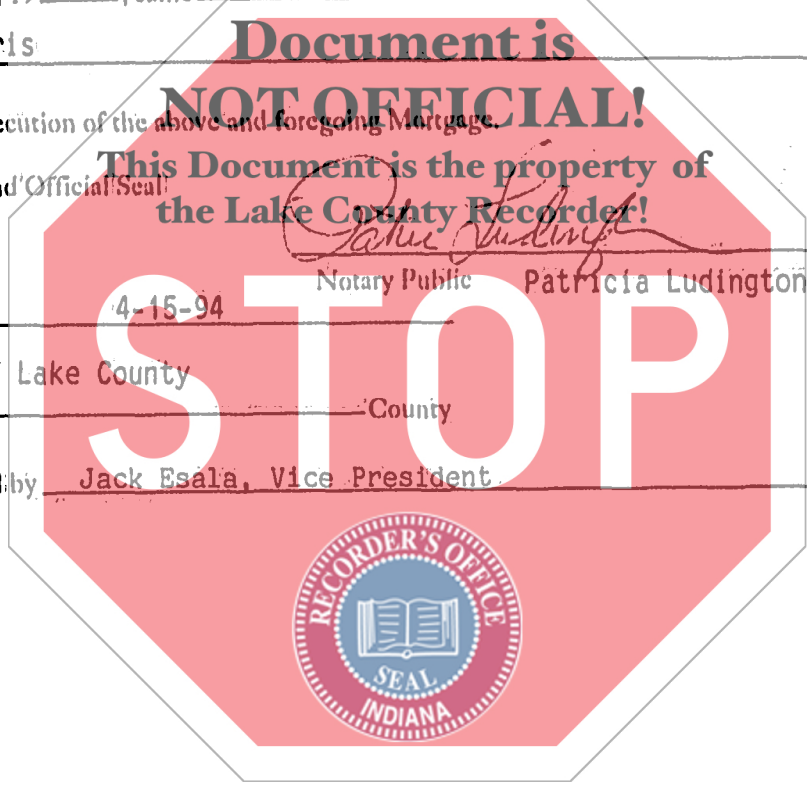 Document is
ris
NOT OFFICIAL!
ecution of the above and foregoing Mortgage.
This Document is the property of
nd Official Seal
the Lake County Recorder!
Notary Public Patricia Ludington
4-15-94
STOP
Lake County
County
by Jack Esala, Vice President
RECORDER'S OFFICE
SEAL
INDIANA